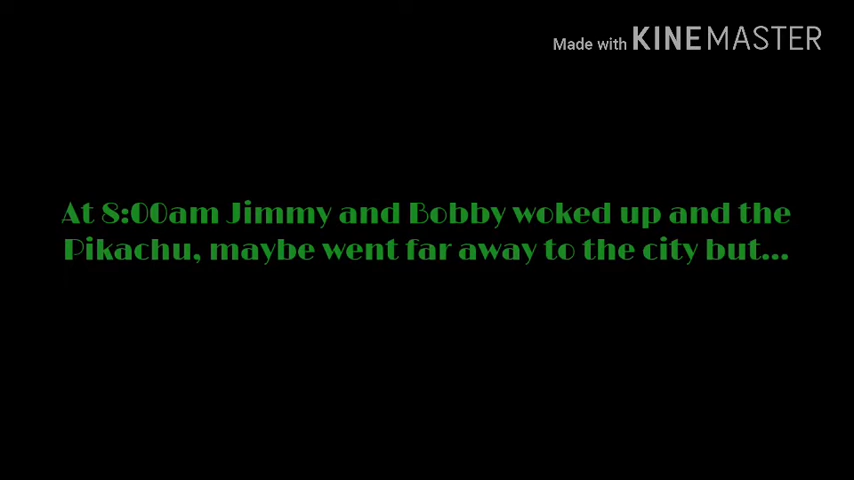 Made with KINEMASTER
At 8:00am Jimmy and Bobby woked up and the
Pikachu, maybe went far away to the city but...